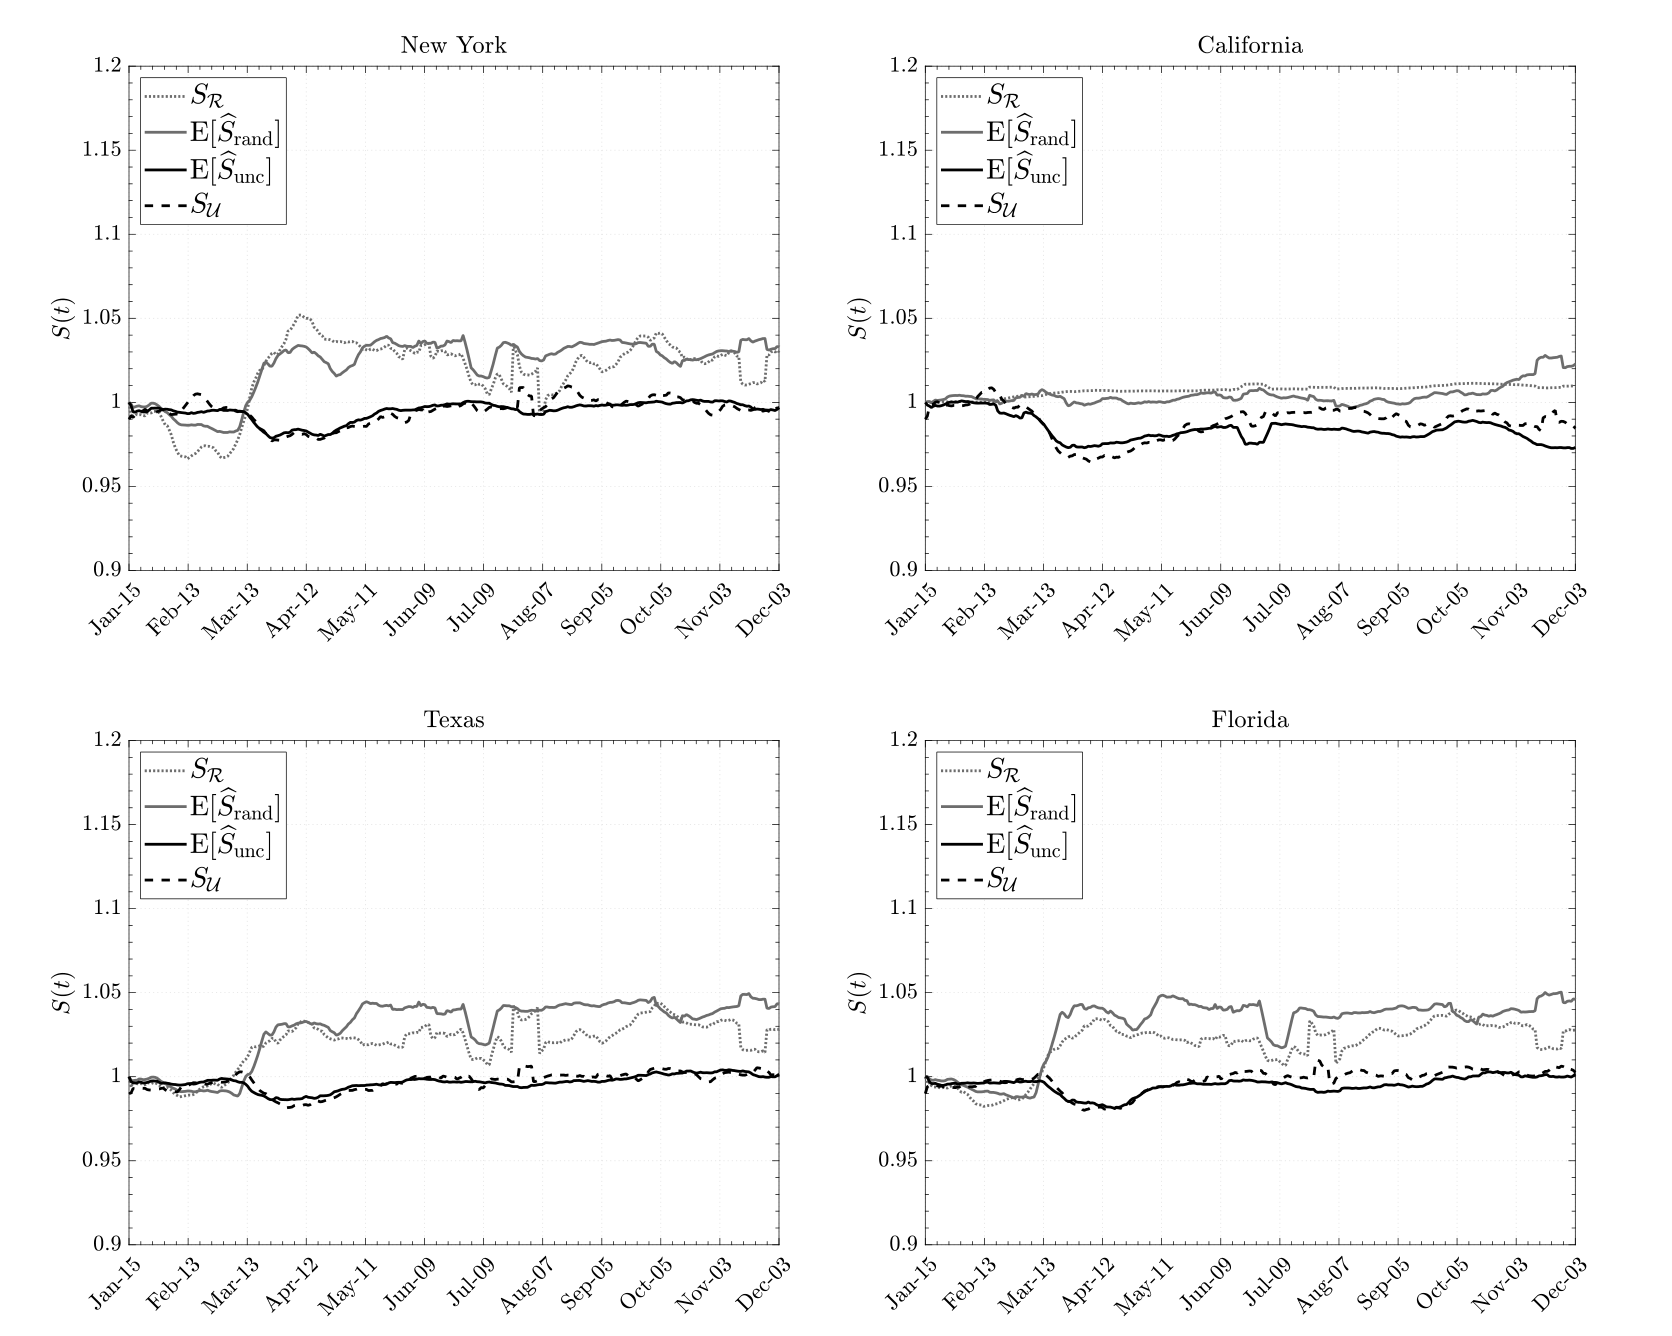 New York
1.2
1.15
1.1
1.05
1
0.95
0.9
S(t)
S_R
E[Ŝ_rand]
E[Ŝ_unc]
S_U
Jan-15 Feb-13 Mar-13 Apr-12 May-11 Jun-09 Jul-09 Aug-07 Sep-05 Oct-05 Nov-03 Dec-03
California
1.2
1.15
1.1
1.05
1
0.95
0.9
S(t)
S_R
E[Ŝ_rand]
E[Ŝ_unc]
S_U
Jan-15 Feb-13 Mar-13 Apr-12 May-11 Jun-09 Jul-09 Aug-07 Sep-05 Oct-05 Nov-03 Dec-03
Texas
1.2
1.15
1.1
1.05
1
0.95
0.9
S(t)
S_R
E[Ŝ_rand]
E[Ŝ_unc]
S_U
Jan-15 Feb-13 Mar-13 Apr-12 May-11 Jun-09 Jul-09 Aug-07 Sep-05 Oct-05 Nov-03 Dec-03
Florida
1.2
1.15
1.1
1.05
1
0.95
0.9
S(t)
S_R
E[Ŝ_rand]
E[Ŝ_unc]
S_U
Jan-15 Feb-13 Mar-13 Apr-12 May-11 Jun-09 Jul-09 Aug-07 Sep-05 Oct-05 Nov-03 Dec-03